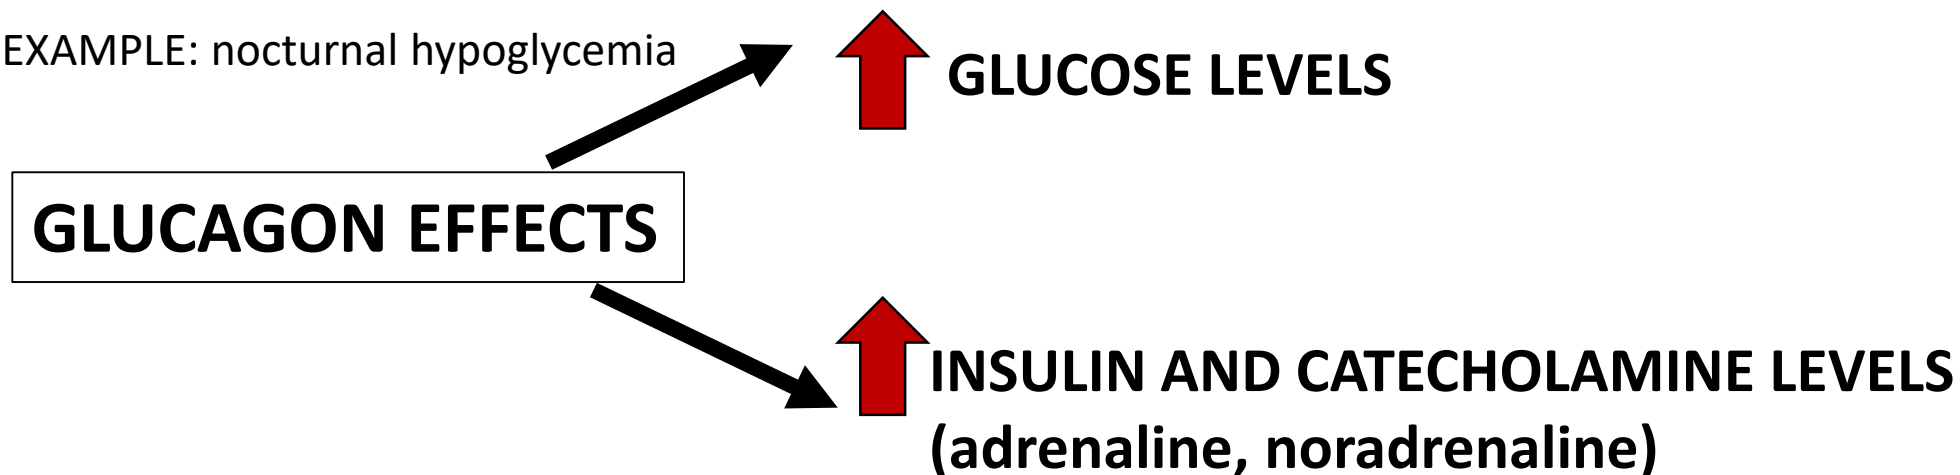 EXAMPLE: nocturnal hypoglycemia
GLUCOSE LEVELS
GLUCAGON EFFECTS
INSULIN AND CATECHOLAMINE LEVELS
(adrenaline, noradrenaline)